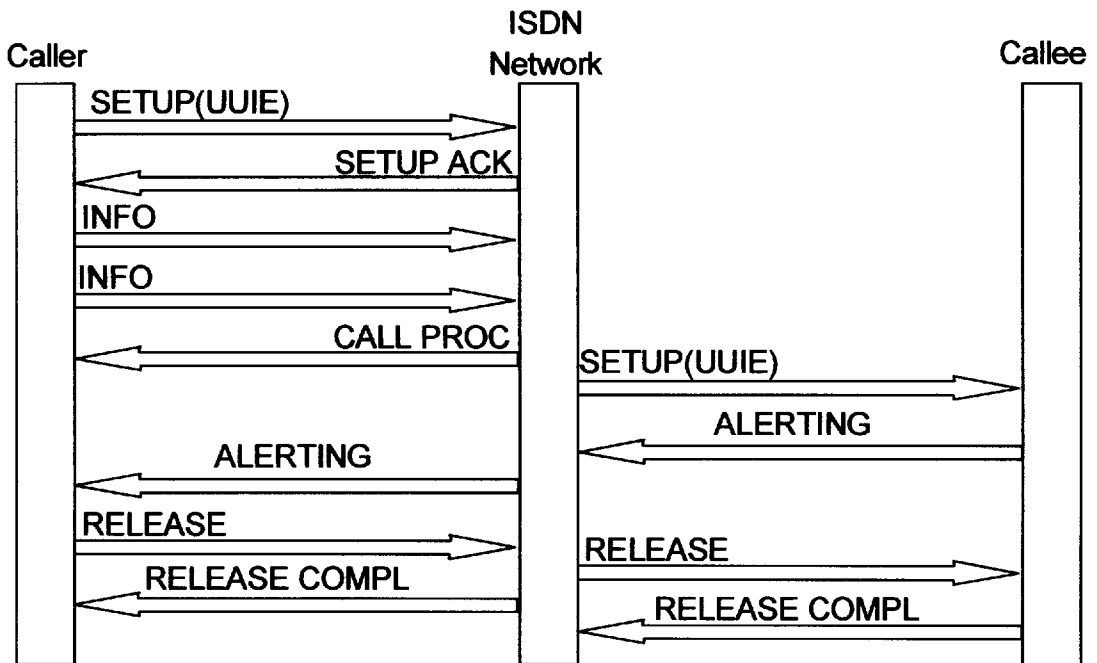 ISDN
Network
Caller
Callee
SETUP(UUIE)
SETUP ACK
INFO
INFO
CALL PROC
SETUP(UUIE)
ALERTING
ALERTING
RELEASE
RELEASE
RELEASE COMPL
RELEASE COMPL